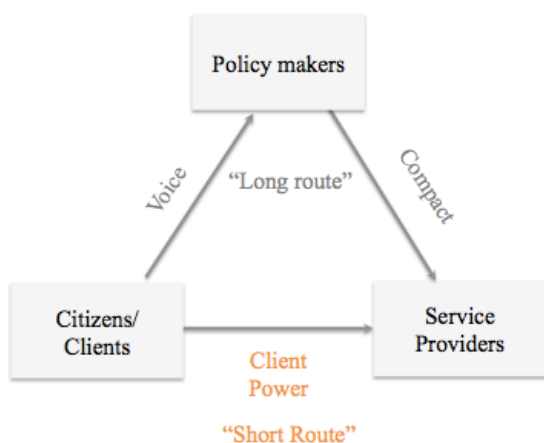 Policy makers
Voice
“Long route”
Compact
Citizens/
Clients
Service
Providers
Client
Power
“Short Route”